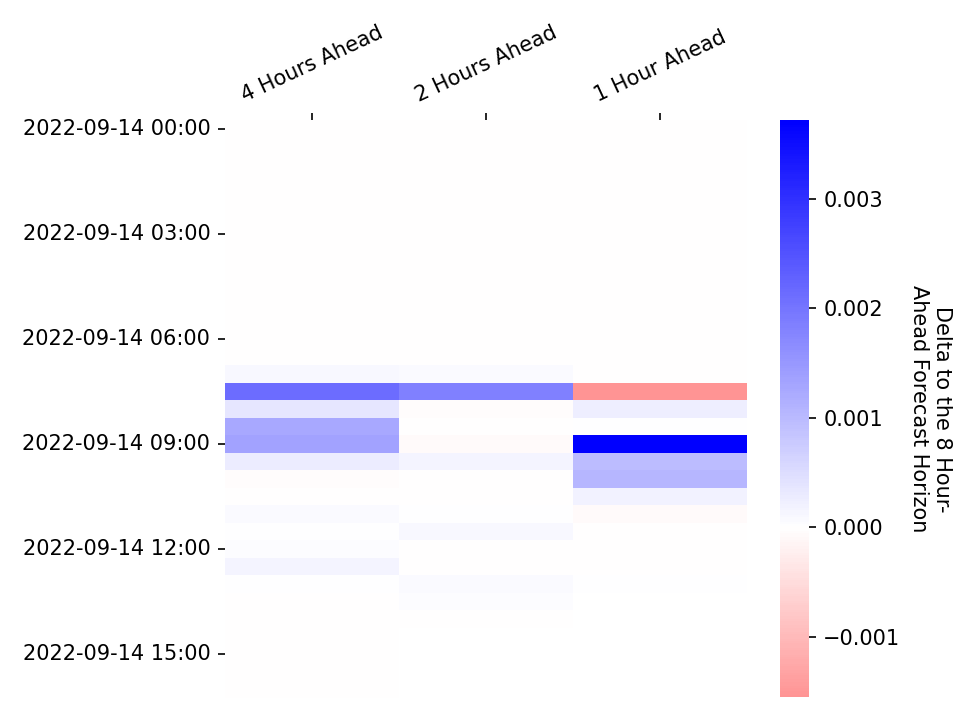 4 Hours Ahead
2 Hours Ahead
1 Hour Ahead
2022-09-14 00:00
2022-09-14 03:00
2022-09-14 06:00
2022-09-14 09:00
2022-09-14 12:00
2022-09-14 15:00
0.003
0.002
0.001
0.000
−0.001
Delta to the 8 Hour-
Ahead Forecast Horizon